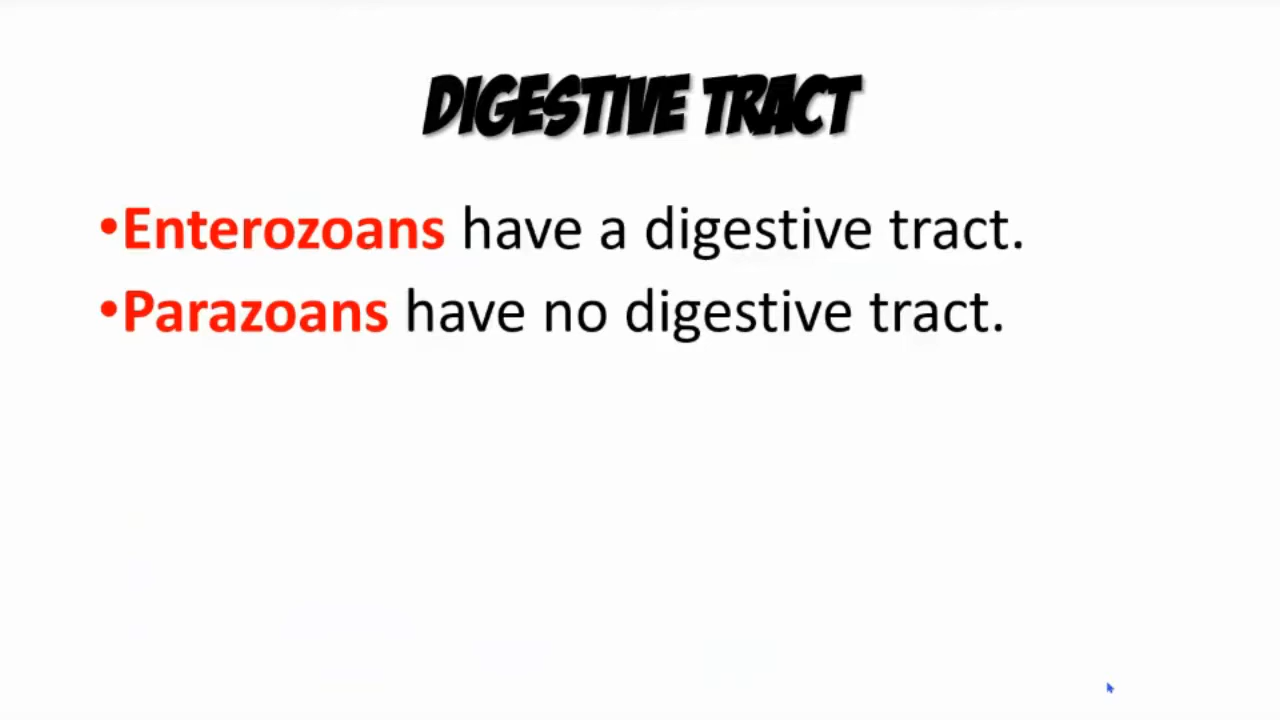 DIGESTIVE TRACT
•Enterozoans have a digestive tract.
•Parazoans have no digestive tract.